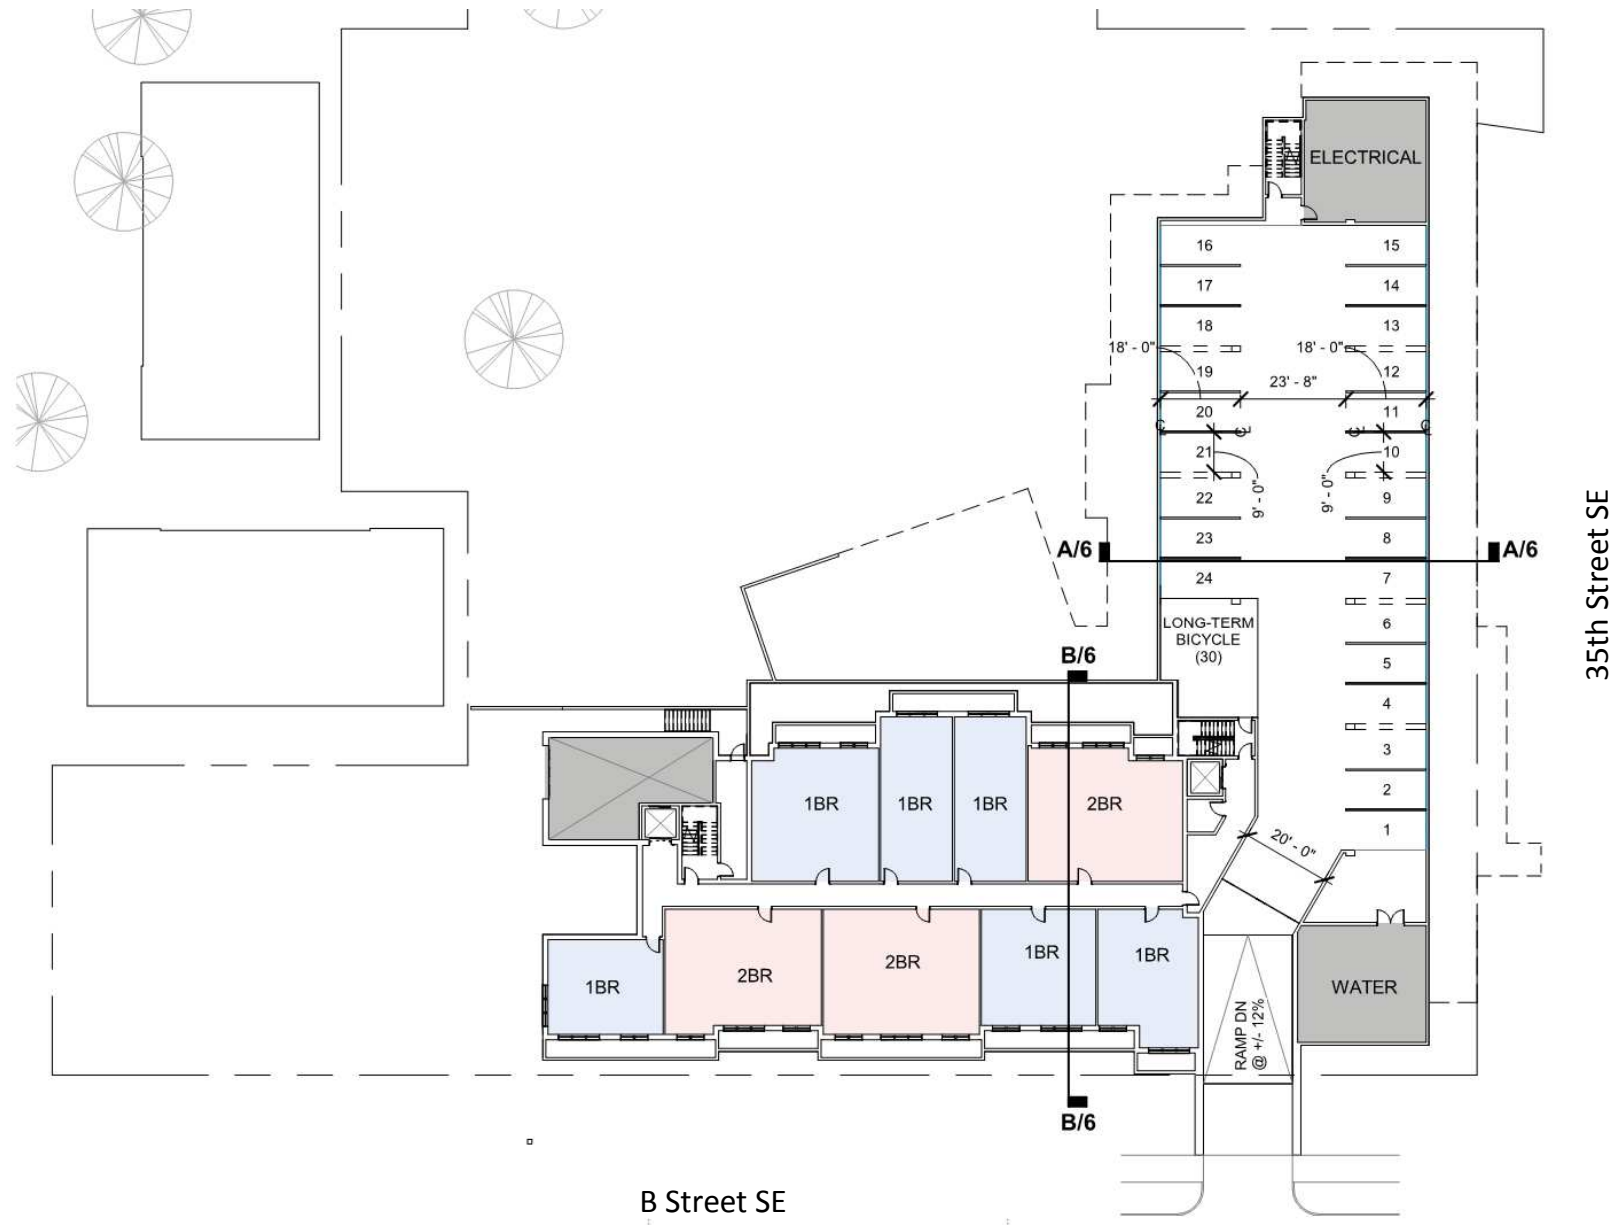 ELECTRICAL
16
15
17
14
18
13
18' - 0"
18' - 0"
19
12
23' - 8"
20
11
21
10
9' - 0"
9' - 0"
22
9
23
8
A/6
A/6
24
7
35th Street SE
LONG-TERM
BICYCLE
(30)
6
B/6
5
4
3
2
1
1BR
1BR
1BR
2BR
20' - 0"
1BR
2BR
2BR
1BR
1BR
WATER
RAMP DN
@ +/- 12%
B/6
B Street SE